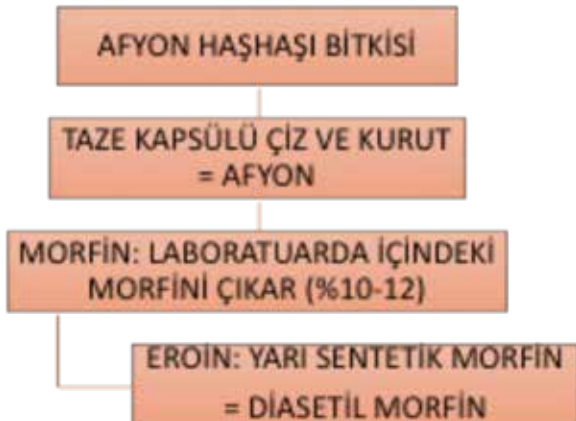 AFYON HAŞHAŞI BİTKİSİ
TAZE KAPSÜLÜ ÇİZ VE KURUT
= AFYON
MORFİN: LABORATUARDA İÇİNDEKİ
MORFİNİ ÇIKAR (%10-12)
EROİN: YARI SENTETİK MORFİN
= DİASETİL MORFİN